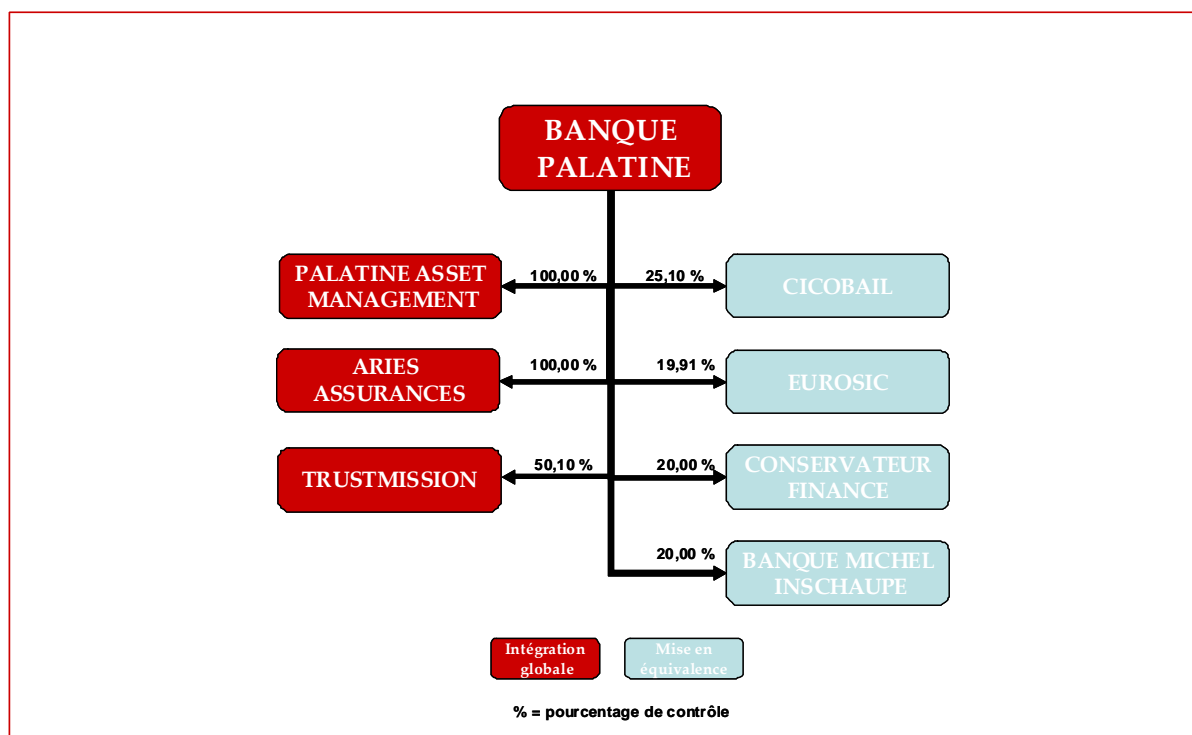 BANQUE
PALATINE
PALATINE ASSET
MANAGEMENT
100,00 %
25,10 %
CICOBAIL
ARIES
ASSURANCES
100,00 %
19,91 %
EUROSIC
TRUSTMISSION
50,10 %
20,00 %
CONSERVATEUR
FINANCE
20,00 %
BANQUE MICHEL
INSCHAUPE
Intégration
globale
Mise en
équivalence
% = pourcentage de contrôle